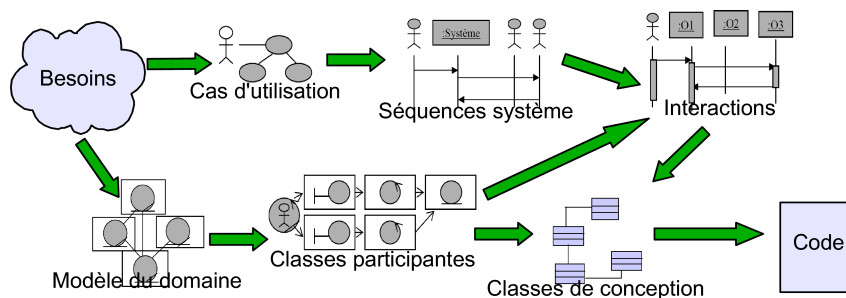 Besoins
Cas d'utilisation
:Système
Séquences système
:O1
:O2
:O3
Interactions
Modèle du domaine
Classes participantes
Classes de conception
Code